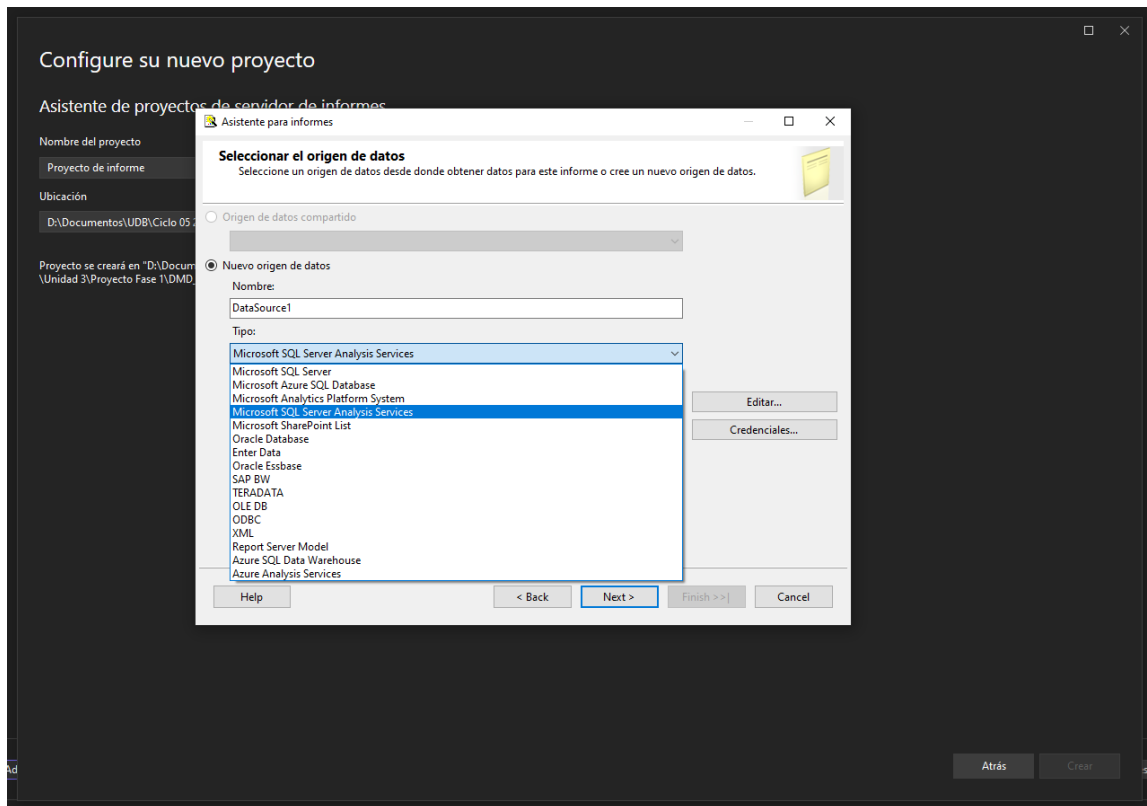 Configure su nuevo proyecto
Asistente de proyectos de servidor de informes
Nombre del proyecto
Proyecto de informe
Ubicación
D:\Documentos\UDB\Ciclo 05 2
Proyecto se creará en "D:\Docum
\Unidad 3\Proyecto Fase 1\DMD_
Asistente para informes
Seleccionar el origen de datos
Seleccione un origen de datos desde donde obtener datos para este informe o cree un nuevo origen de datos.
Origen de datos compartido
Nuevo origen de datos
Nombre:
DataSource1
Tipo:
Microsoft SQL Server Analysis Services
Microsoft SQL Server
Microsoft Azure SQL Database
Microsoft Analytics Platform System
Microsoft SQL Server Analysis Services
Microsoft SharePoint List
Oracle Database
Enter Data
Oracle Essbase
SAP BW
TERADATA
OLE DB
ODBC
XML
Report Server Model
Azure SQL Data Warehouse
Azure Analysis Services
Editar...
Credenciales...
Help
< Back
Next >
Finish >>|
Cancel
Atrás
Crear
Ad